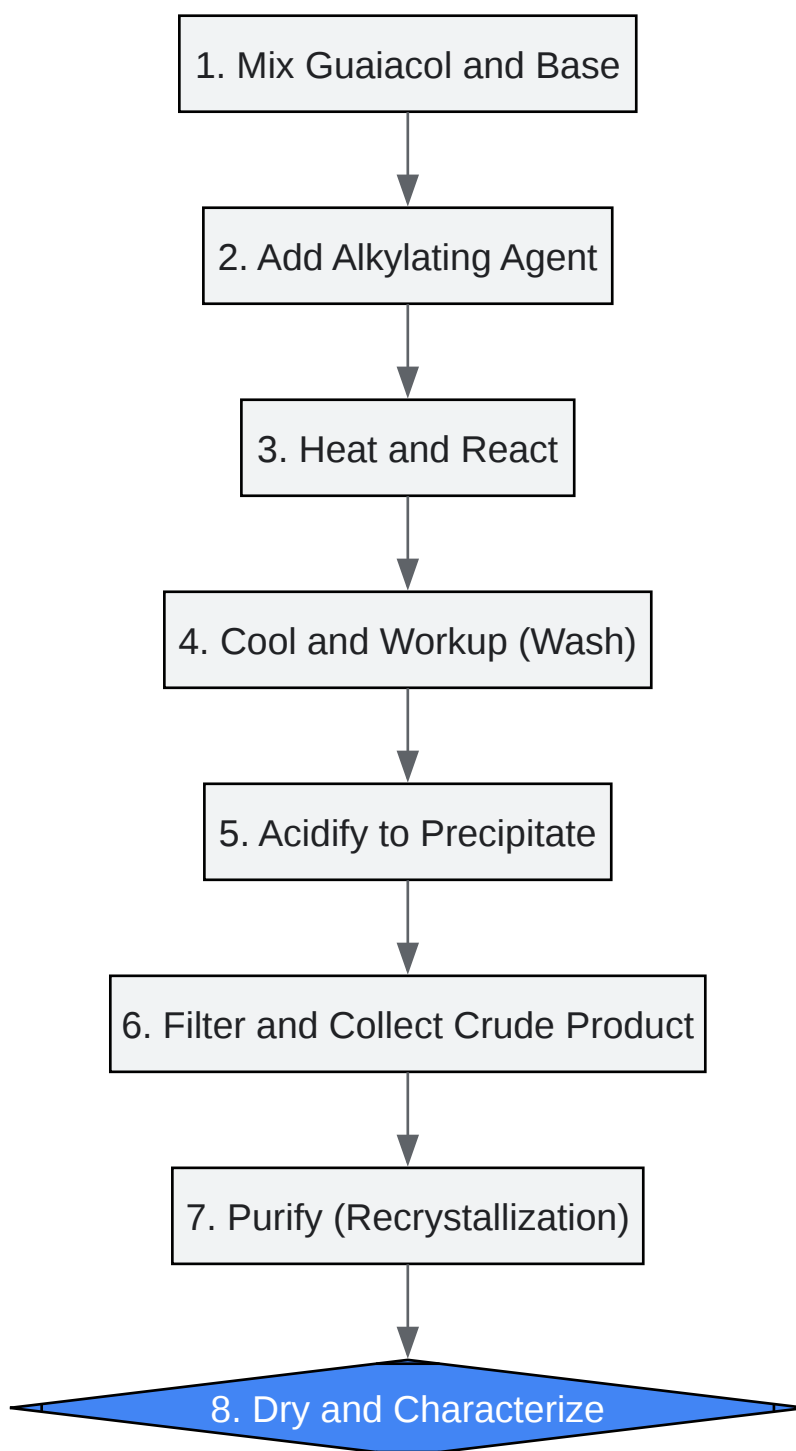 1. Mix Guaiacol and Base
2. Add Alkylating Agent
3. Heat and React
4. Cool and Workup (Wash)
5. Acidify to Precipitate
6. Filter and Collect Crude Product
7. Purify (Recrystallization)
8. Dry and Characterize